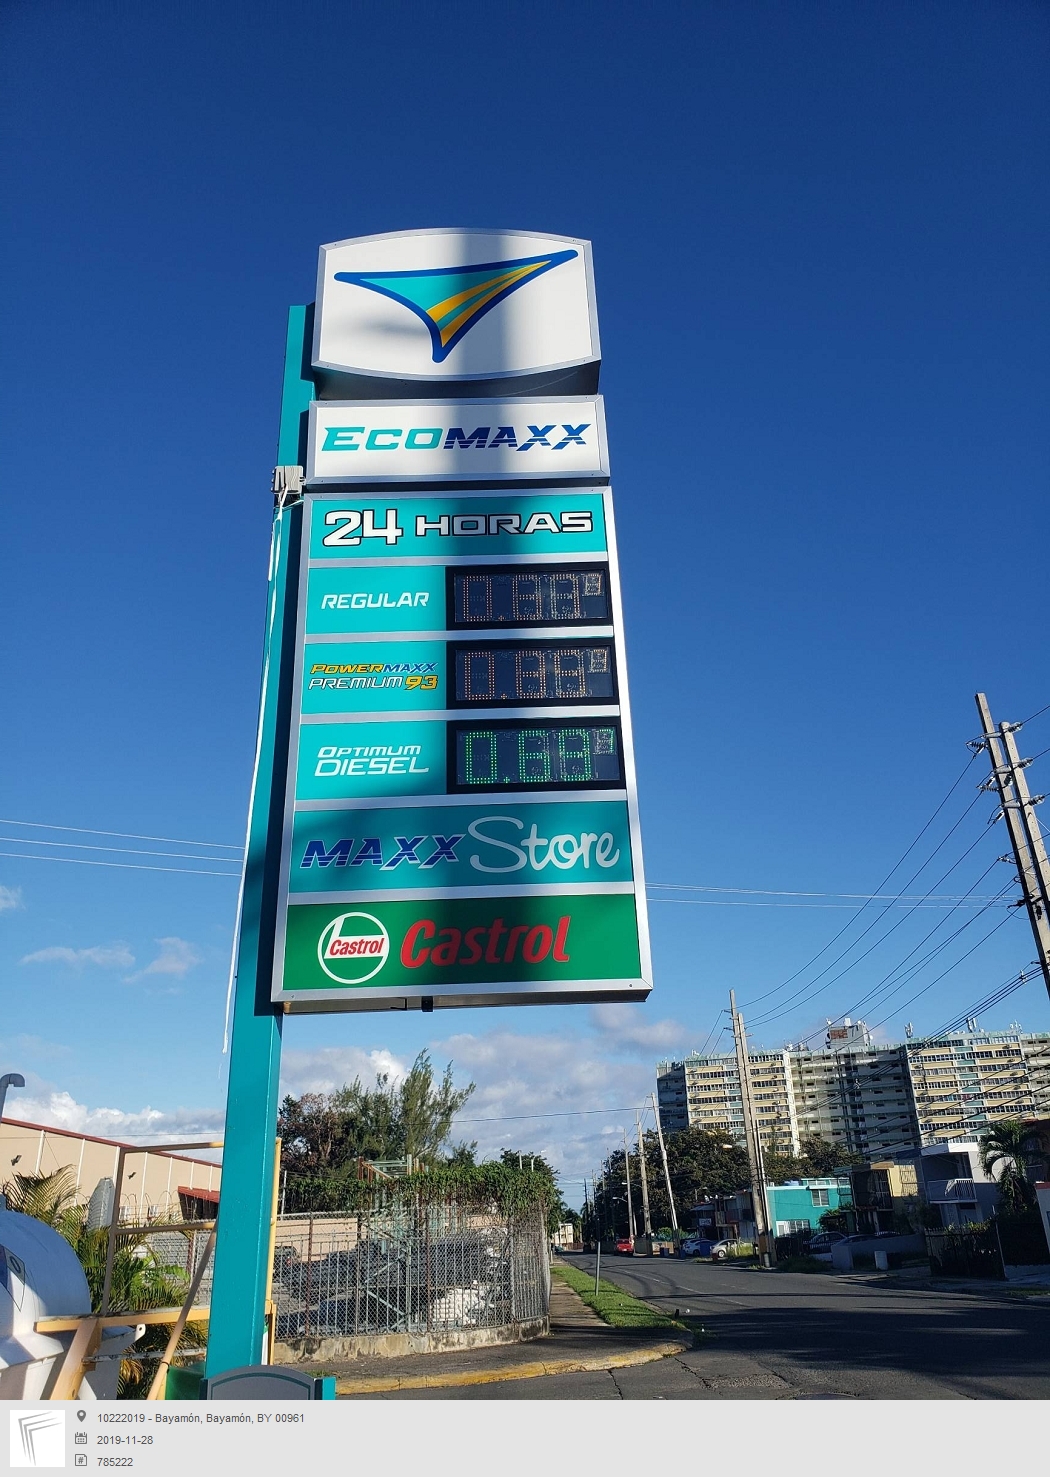 ECOMAXX
24 HORAS
REGULAR
POWERMAXX
PREMIUM 93
OPTIMUM
DIESEL
MAXX Store
Castrol Castrol
10222019 - Bayamón, Bayamón, BY 00961
2019-11-28
785222